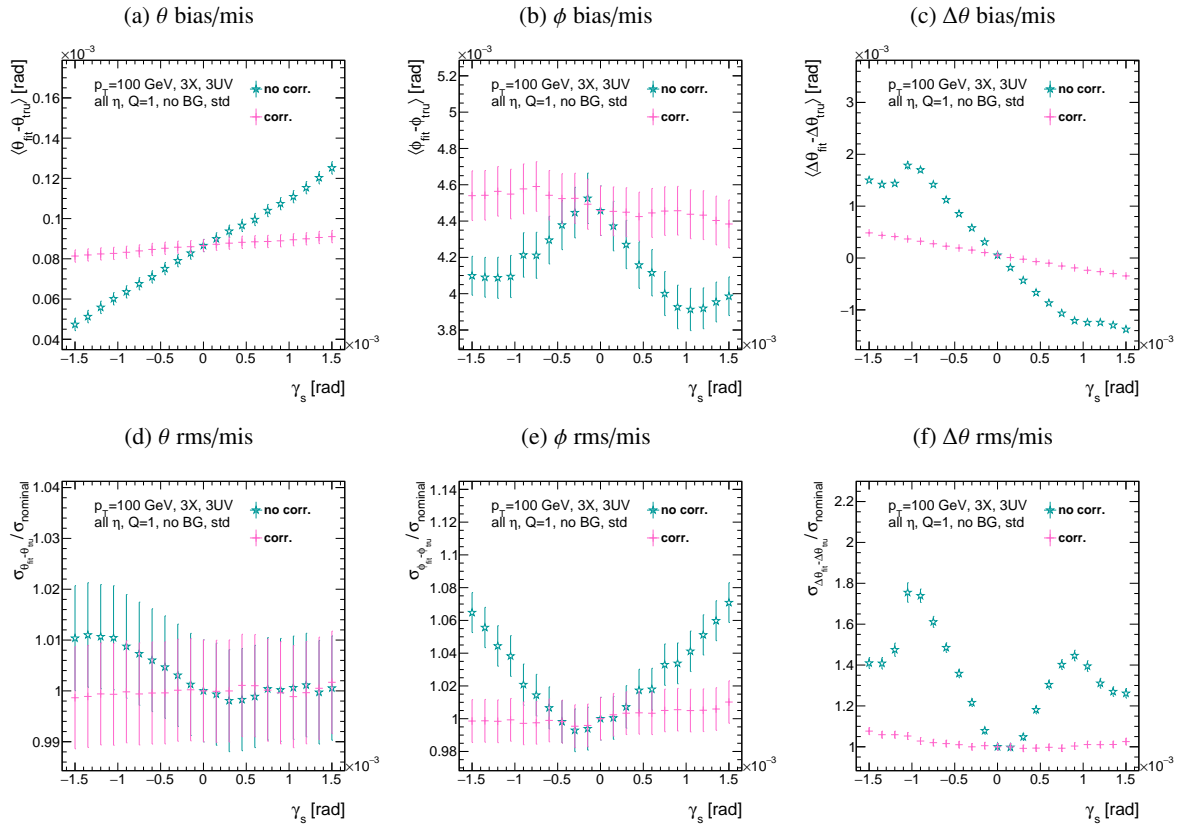 (a) θ bias/mis
(b) ϕ bias/mis
(c) Δθ bias/mis
×10⁻³
⟨θ_fit-θ_tru⟩ [rad]
0.16
0.14
0.12
0.1
0.08
0.06
0.04
p_T=100 GeV, 3X, 3UV
all η, Q=1, no BG, std
no corr.
corr.
−1.5 −1 −0.5 0 0.5 1 1.5
×10⁻³
γ_s [rad]
×10⁻³
⟨ϕ_fit-ϕ_tru⟩ [rad]
5.2
5
4.8
4.6
4.4
4.2
4
3.8
p_T=100 GeV, 3X, 3UV
all η, Q=1, no BG, std
no corr.
corr.
−1.5 −1 −0.5 0 0.5 1 1.5
×10⁻³
γ_s [rad]
×10⁻³
⟨Δθ_fit-Δθ_tru⟩ [rad]
3
2
1
0
−1
p_T=100 GeV, 3X, 3UV
all η, Q=1, no BG, std
no corr.
corr.
−1.5 −1 −0.5 0 0.5 1 1.5
×10⁻³
γ_s [rad]
(d) θ rms/mis
(e) ϕ rms/mis
(f) Δθ rms/mis
σ_θ_fit-θ_tru/σ_nominal
1.04
1.03
1.02
1.01
1.00
0.99
p_T=100 GeV, 3X, 3UV
all η, Q=1, no BG, std
no corr.
corr.
−1.5 −1 −0.5 0 0.5 1 1.5
×10⁻³
γ_s [rad]
σ_ϕ_fit-ϕ_tru/σ_nominal
1.14
1.12
1.1
1.08
1.06
1.04
1.02
1.00
0.98
p_T=100 GeV, 3X, 3UV
all η, Q=1, no BG, std
no corr.
corr.
−1.5 −1 −0.5 0 0.5 1 1.5
×10⁻³
γ_s [rad]
σ_Δθ_fit-Δθ_tru/σ_nominal
2.2
2.0
1.8
1.6
1.4
1.2
1.0
p_T=100 GeV, 3X, 3UV
all η, Q=1, no BG, std
no corr.
corr.
−1.5 −1 −0.5 0 0.5 1 1.5
×10⁻³
γ_s [rad]